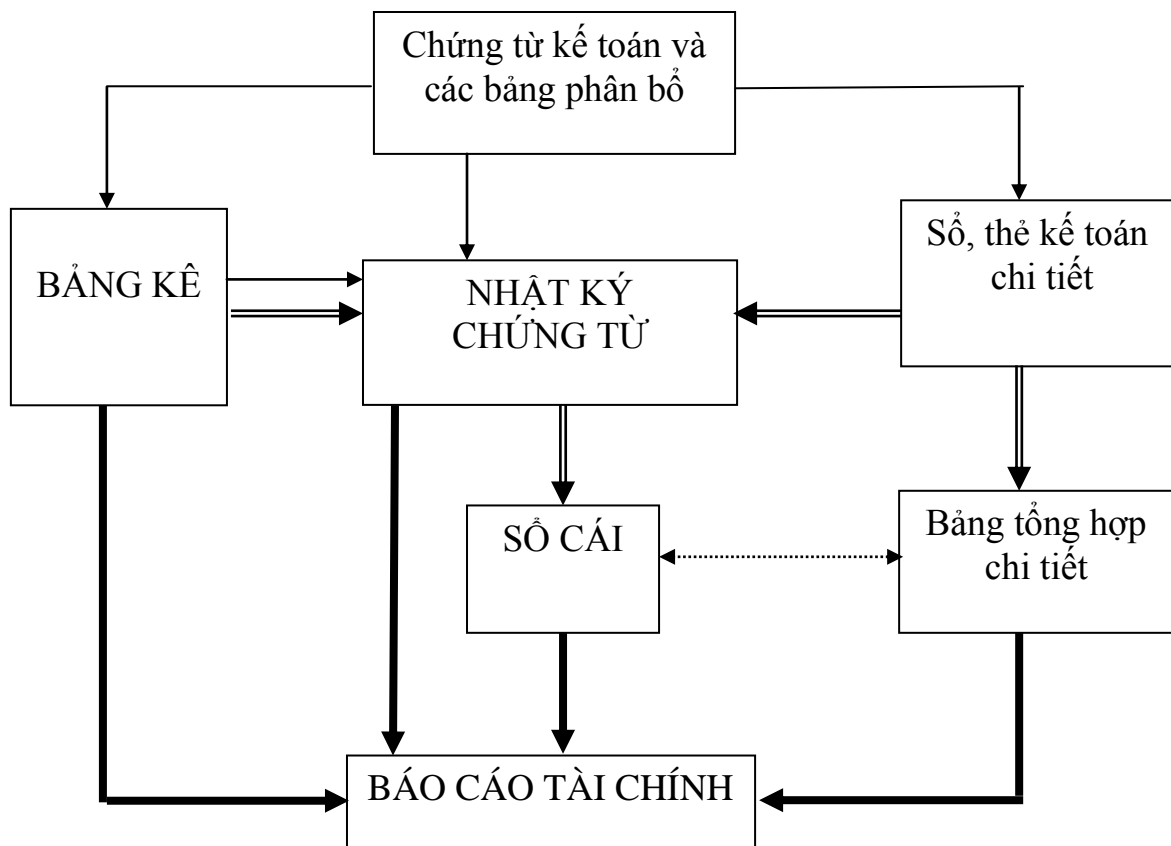 Chứng từ kế toán và
các bảng phân bổ
BẢNG KÊ
NHẬT KÝ
CHỨNG TỪ
Sổ, thẻ kế toán
chi tiết
SỔ CÁI
Bảng tổng hợp
chi tiết
BÁO CÁO TÀI CHÍNH